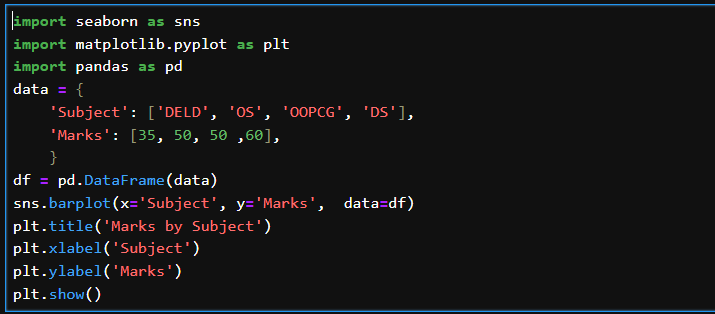 import seaborn as sns
import matplotlib.pyplot as plt
import pandas as pd
data = {
    'Subject': ['DELD', 'OS', 'OOPCG', 'DS'],
    'Marks': [35, 50, 50 ,60],
    }
df = pd.DataFrame(data)
sns.barplot(x='Subject', y='Marks',  data=df)
plt.title('Marks by Subject')
plt.xlabel('Subject')
plt.ylabel('Marks')
plt.show()